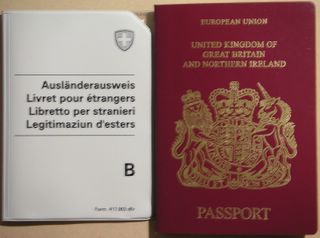 Ausländerausweis
Livret pour étrangers
Libretto per stranieri
Legitimaziun d'esters
B
EUROPEAN UNION
UNITED KINGDOM OF
GREAT BRITAIN
AND NORTHERN IRELAND
PASSPORT